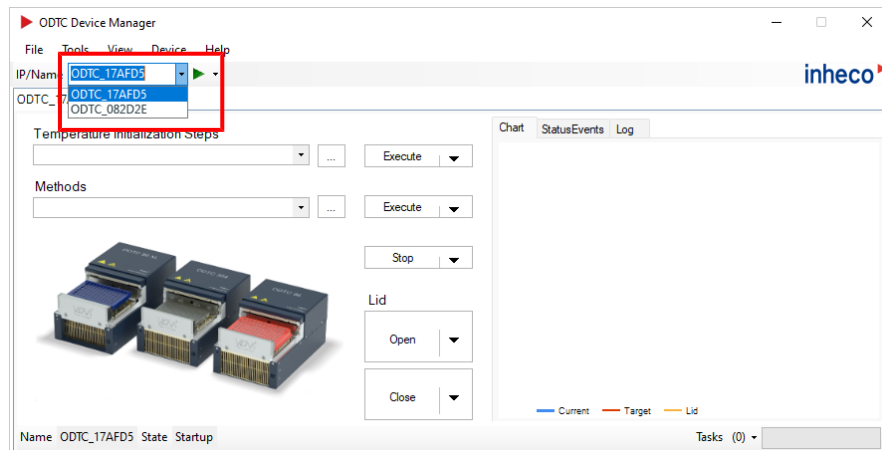 ODTC Device Manager
File Tools View Device Help
IP/Name ODTC_17AFD5
inheco
ODTC_17AFD5
ODTC_082D2E
Temperature Initialization Steps
... Execute
Methods
... Execute
Stop
Lid
Open
Close
Chart StatusEvents Log
Current Target Lid
Name ODTC_17AFD5 State Startup
Tasks (0)